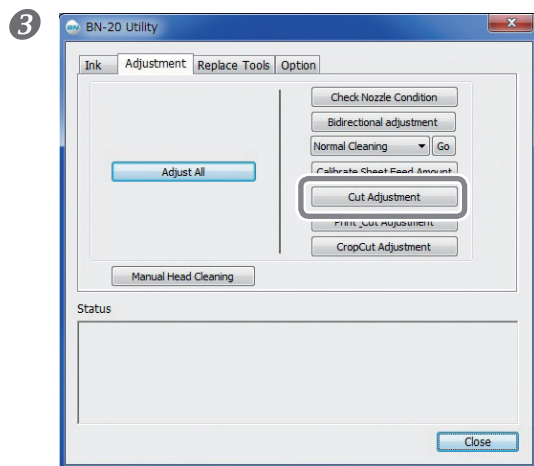 3
BN-20 Utility
Ink Adjustment Replace Tools Option
Check Nozzle Condition
Bidirectional adjustment
Normal Cleaning Go
Adjust All
Calibrate Sheet Feed Amount
Cut Adjustment
Print_Cut Adjustment
CropCut Adjustment
Manual Head Cleaning
Status
Close